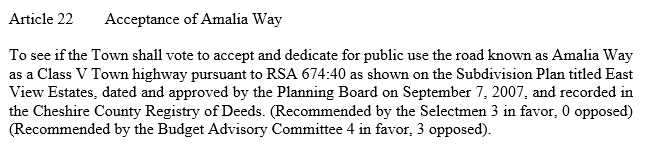 Article 22 Acceptance of Amalia Way
To see if the Town shall vote to accept and dedicate for public use the road known as Amalia Way
as a Class V Town highway pursuant to RSA 674:40 as shown on the Subdivision Plan titled East
View Estates, dated and approved by the Planning Board on September 7, 2007, and recorded in
the Cheshire County Registry of Deeds. (Recommended by the Selectmen 3 in favor, 0 opposed)
(Recommended by the Budget Advisory Committee 4 in favor, 3 opposed).